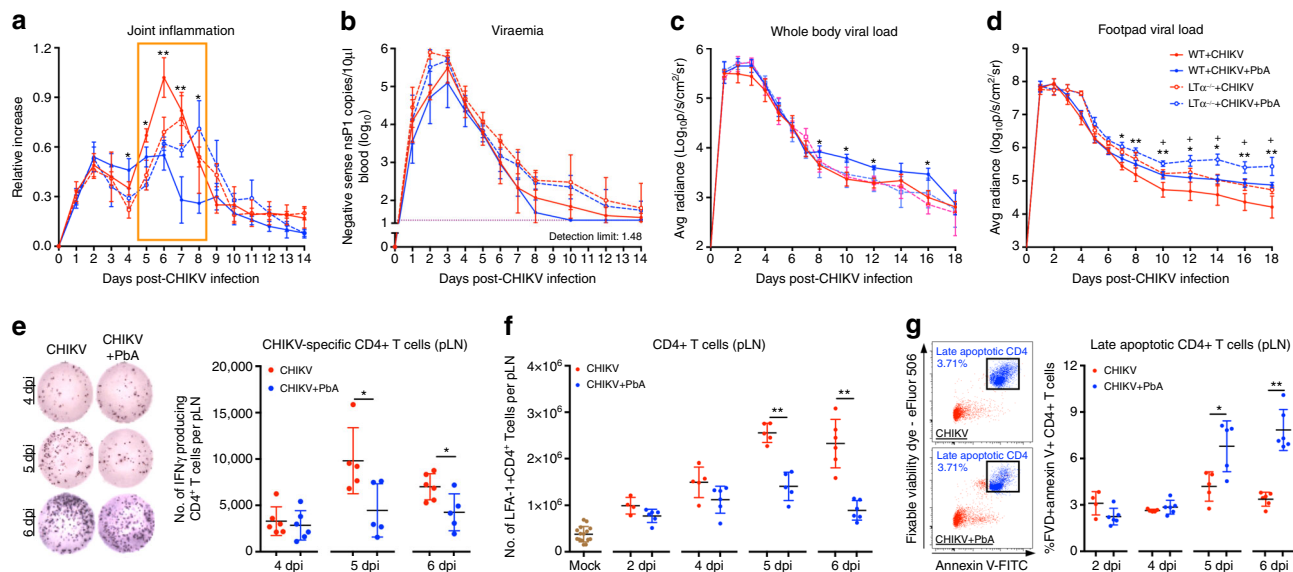 a
Joint inflammation
Relative increase
1.2
0.9
0.6
0.3
0.0
*
*
**
**
*
0 1 2 3 4 5 6 7 8 9 10 11 12 13 14
Days post-CHIKV infection
b
Viraemia
Negative sense nsP1 copies/10µl
blood (log10)
6
5
4
3
2
1
1
0
Detection limit: 1.48
0 1 2 3 4 5 6 7 8 9 10 11 12 13 14
Days post-CHIKV infection
c
Whole body viral load
Avg radiance (Log10p/s/cm2/sr)
7
6
5
4
3
2
* * * *
0 2 4 6 8 10 12 14 16 18
Days post-CHIKV infection
d
Footpad viral load
Avg radiance (log10p/s/cm2/sr)
10
9
8
7
6
5
4
3
WT+CHIKV
WT+CHIKV+PbA
LTα-/-+CHIKV
LTα-/-+CHIKV+PbA
+ + + + +
* ** ** * * ** **
0 2 4 6 8 10 12 14 16 18
Days post-CHIKV infection
e
CHIKV
CHIKV
+PbA
4 dpi
5 dpi
6 dpi
CHIKV-specific CD4+ T cells (pLN)
No. of IFNγ producing
CD4+ T cells per pLN
20,000
15,000
10,000
5,000
0
CHIKV
CHIKV+PbA
*
*
4 dpi 5 dpi 6 dpi
f
CD4+ T cells (pLN)
No. of LFA-1+CD4+ Tcells per pLN
4×10^6
3×10^6
2×10^6
1×10^6
0
CHIKV
CHIKV+PbA
**
**
Mock 2 dpi 4 dpi 5 dpi 6 dpi
g
Fixable viability dye - eFluor 506
Late apoptotic CD4
3.71%
CHIKV
Late apoptotic CD4
3.71%
CHIKV+PbA
Annexin V-FITC
Late apoptotic CD4+ T cells (pLN)
%FVD+annexin V+ CD4+ T cells
12
9
6
3
0
CHIKV
CHIKV+PbA
*
**
2 dpi 4 dpi 5 dpi 6 dpi